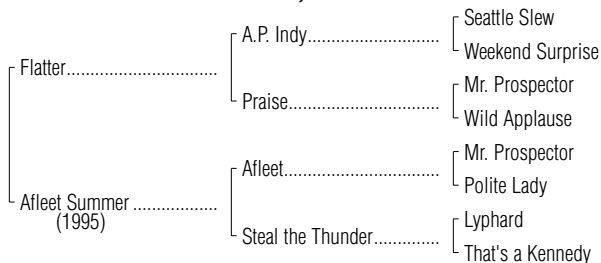 Seattle Slew
A.P. Indy
Weekend Surprise
Flatter
Mr. Prospector
Praise
Wild Applause
Mr. Prospector
Afleet
Polite Lady
Afleet Summer
(1995)
Lyphard
Steal the Thunder
That's a Kennedy